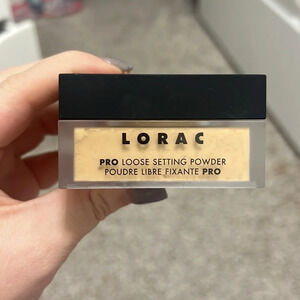 LORAC
PRO LOOSE SETTING POWDER
POUDRE LIBRE FIXANTE PRO